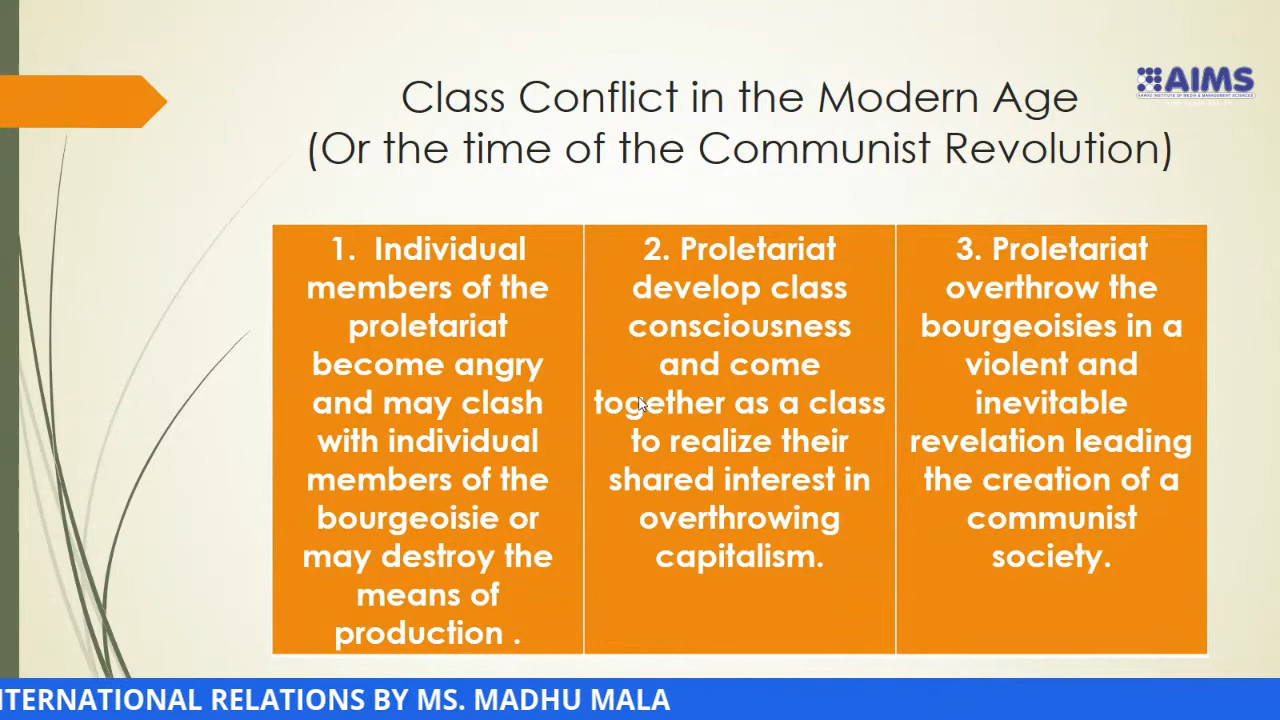 Class Conflict in the Modern Age
(Or the time of the Communist Revolution)
AIMS
1. Individual
members of the
proletariat
become angry
and may clash
with individual
members of the
bourgeoisie or
may destroy the
means of
production .
2. Proletariat
develop class
consciousness
and come
together as a class
to realize their
shared interest in
overthrowing
capitalism.
3. Proletariat
overthrow the
bourgeoisies in a
violent and
inevitable
revelation leading
the creation of a
communist
society.
NTERNATIONAL RELATIONS BY MS. MADHU MALA